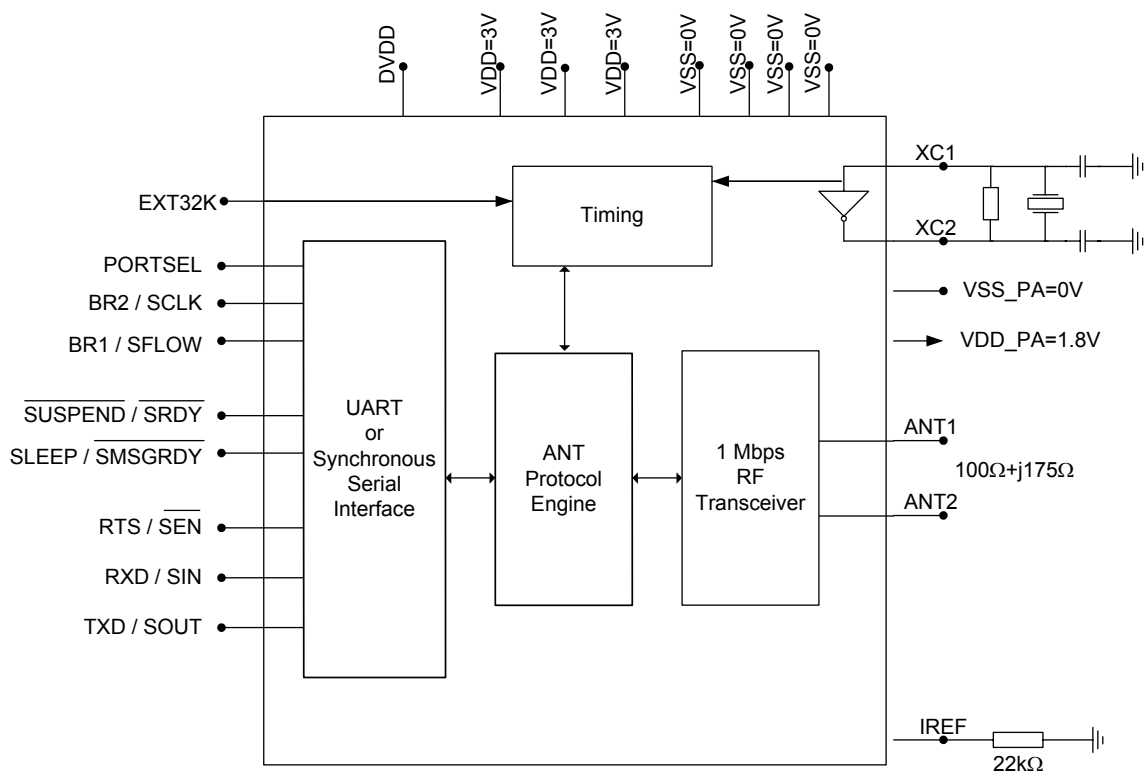 DVDD
VDD=3V
VDD=3V
VDD=3V
VSS=0V
VSS=0V
VSS=0V
VSS=0V
XC1
EXT32K
Timing
XC2
PORTSEL
BR2 / SCLK
VSS_PA=0V
BR1 / SFLOW
VDD_PA=1.8V
SUSPEND / SRDY
SLEEP / SMSGRDY
UART
or
Synchronous
Serial
Interface
ANT
Protocol
Engine
1 Mbps
RF
Transceiver
ANT1
100Ω+j175Ω
ANT2
RTS / SEN
RXD / SIN
TXD / SOUT
IREF
22kΩ